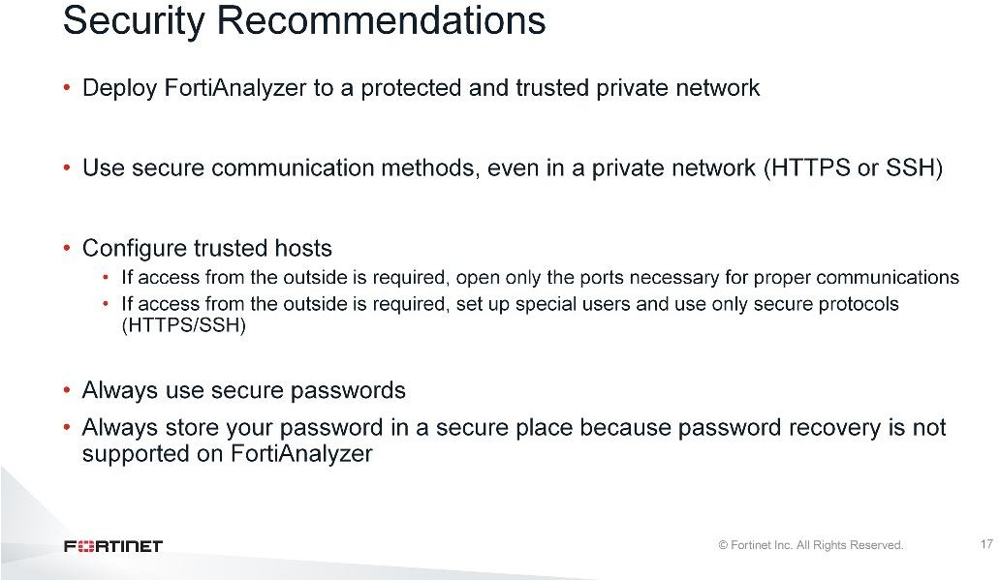 Security Recommendations
• Deploy FortiAnalyzer to a protected and trusted private network
• Use secure communication methods, even in a private network (HTTPS or SSH)
• Configure trusted hosts
• If access from the outside is required, open only the ports necessary for proper communications
• If access from the outside is required, set up special users and use only secure protocols
(HTTPS/SSH)
• Always use secure passwords
• Always store your password in a secure place because password recovery is not
supported on FortiAnalyzer
FORTINET
© Fortinet Inc. All Rights Reserved.
17